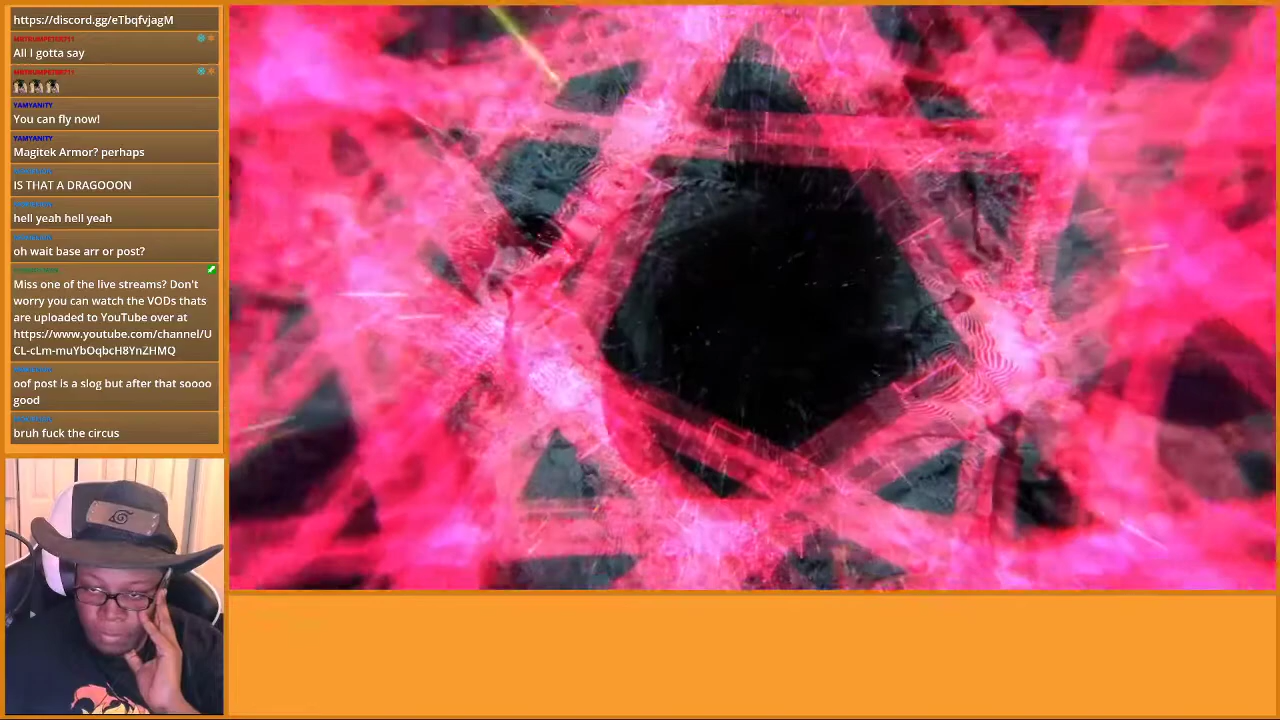 https://discord.gg/eTbqfvjagM
All I gotta say
YAMYANITY
You can fly now!
YAMYANITY
Magitek Armor? perhaps
IS THAT A DRAGOOON
hell yeah hell yeah
oh wait base arr or post?
Miss one of the live streams? Don't
worry you can watch the VODs thats
are uploaded to YouTube over at
https://www.youtube.com/channel/U
CL-cLm-muYbOqbcH8YnZHMQ
oof post is a slog but after that soooo
good
bruh fuck the circus